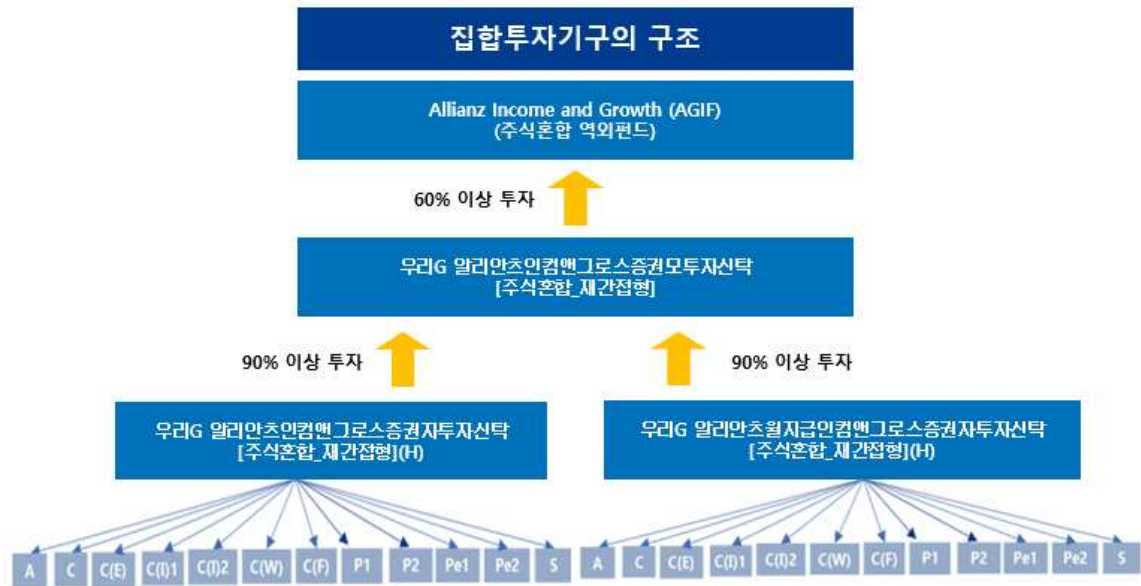 집합투자기구의 구조
Allianz Income and Growth (AGIF)
(주식혼합 역외펀드)
60% 이상 투자
우리G 알리안츠인컴앤그로스증권모투자신탁
[주식혼합_재간접형]
90% 이상 투자
90% 이상 투자
우리G 알리안츠인컴앤그로스증권자투자신탁
[주식혼합_재간접형](H)
우리G 알리안츠월지급인컴앤그로스증권자투자신탁
[주식혼합_재간접형](H)
A C C(E) C(I)1 C(I)2 C(W) C(F) P1 P2 Pe1 Pe2 S
A C C(E) C(I)1 C(I)2 C(W) C(F) P1 P2 Pe1 Pe2 S